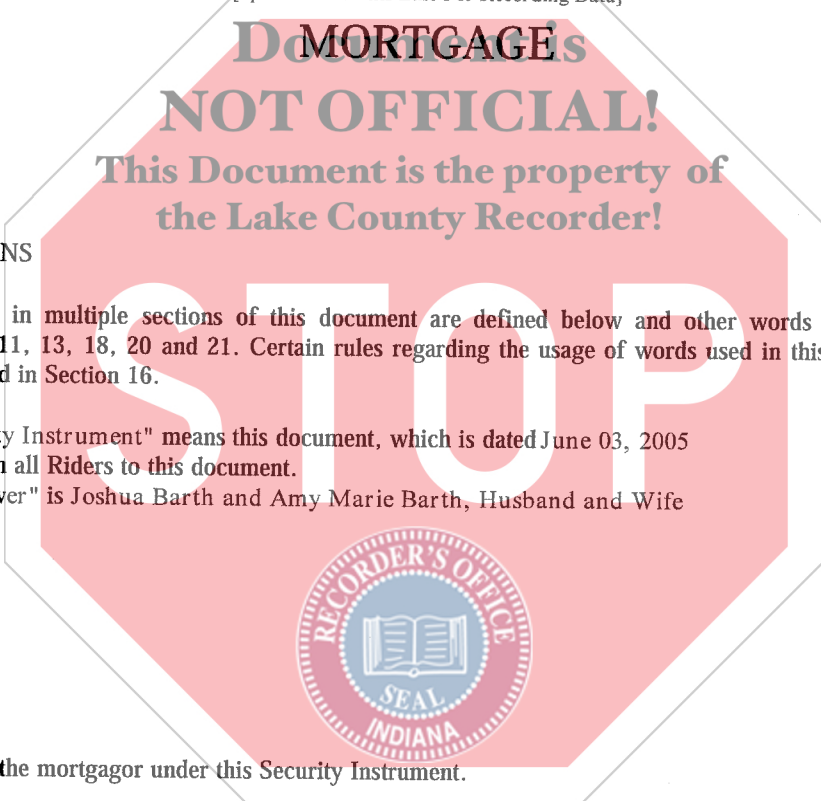 MORTGAGE
Document is
NOT OFFICIAL!
This Document is the property of
the Lake County Recorder!
NS
in multiple sections of this document are defined below and other words
11, 13, 18, 20 and 21. Certain rules regarding the usage of words used in this
d in Section 16.
STOP
y Instrument" means this document, which is dated June 03, 2005
all Riders to this document.
er" is Joshua Barth and Amy Marie Barth, Husband and Wife
RECORDER'S OFFICE
SEAL
INDIANA
the mortgagor under this Security Instrument.